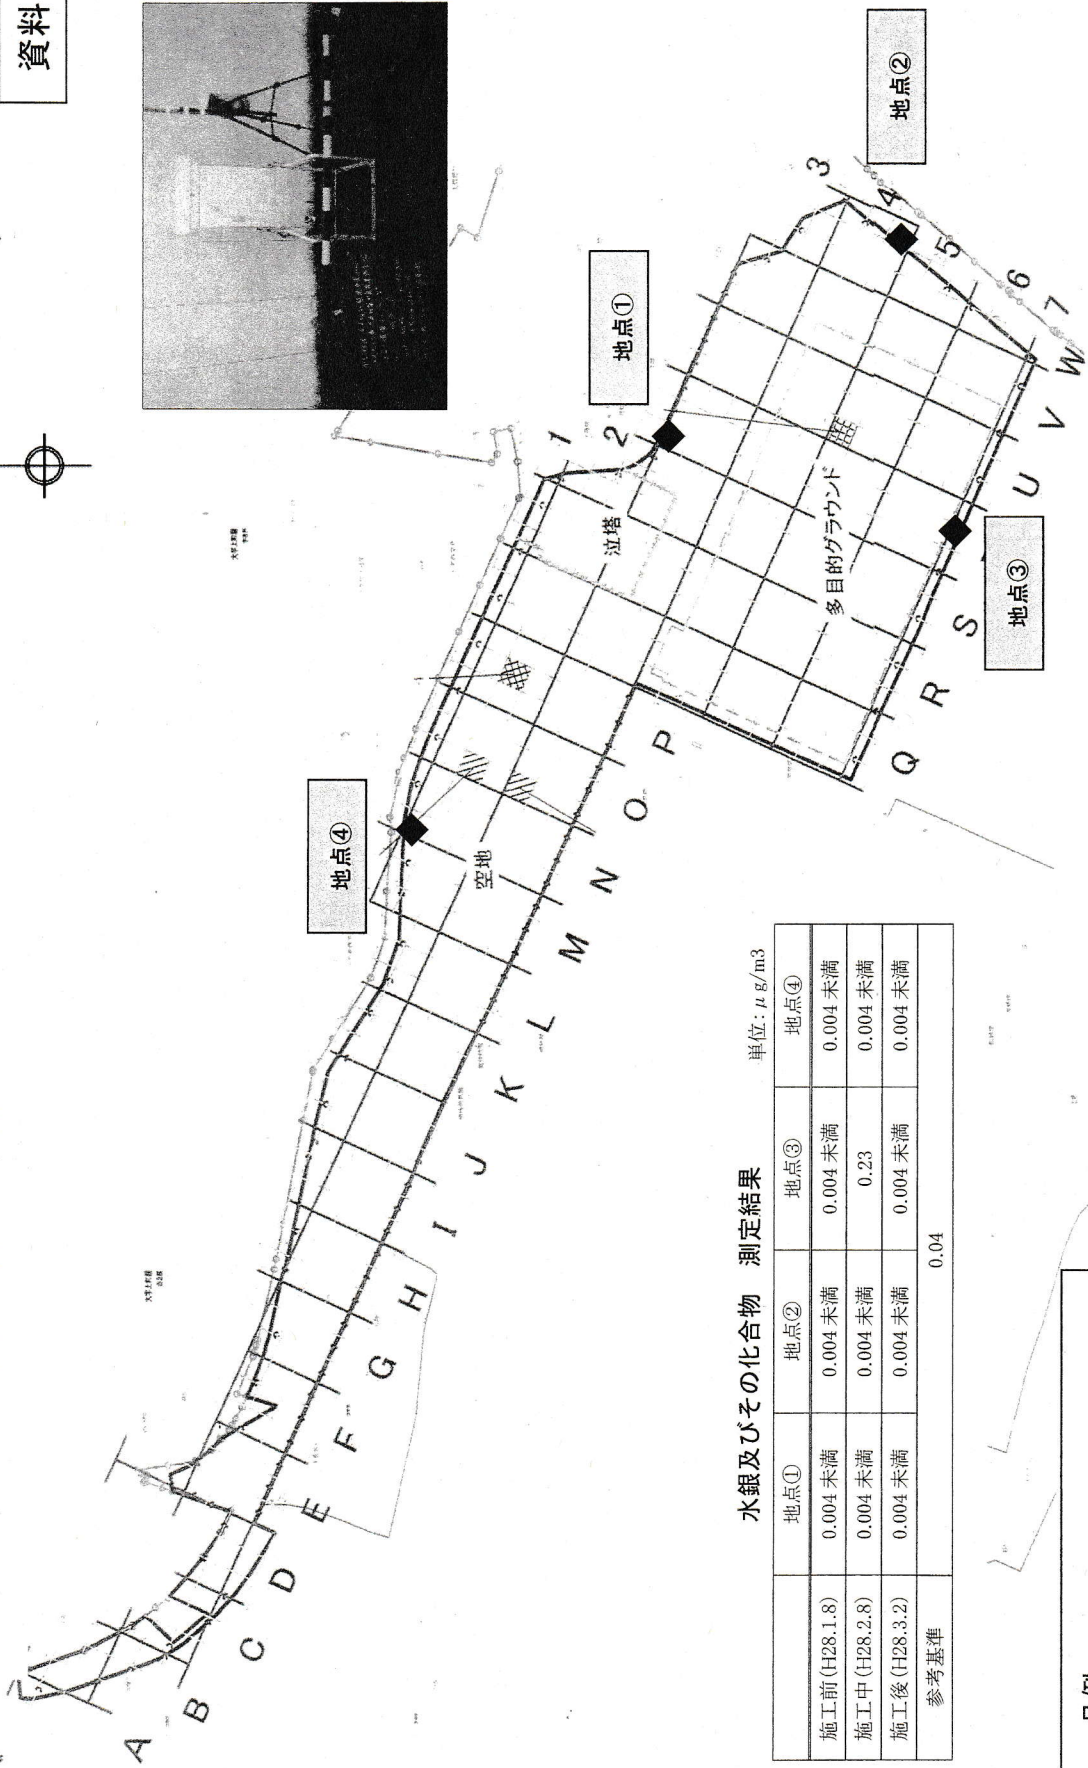 資料
地点①
地点②
地点③
地点④
1
2
3
4
5
6
7
A
B
C
D
E
F
G
H
I
J
K
L
M
N
O
P
Q
R
S
U
V
W
空地
泣塔
多目的グラウンド
水銀及びその化合物 測定結果
単位:μg/m3
地点① 地点② 地点③ 地点④
施工前(H28.1.8) 0.004 未満 0.004 未満 0.004 未満 0.004 未満
施工中(H28.2.8) 0.004 未満 0.004 未満 0.23 0.004 未満
施工後(H28.3.2) 0.004 未満 0.004 未満 0.004 未満 0.004 未満
参考基準 0.04